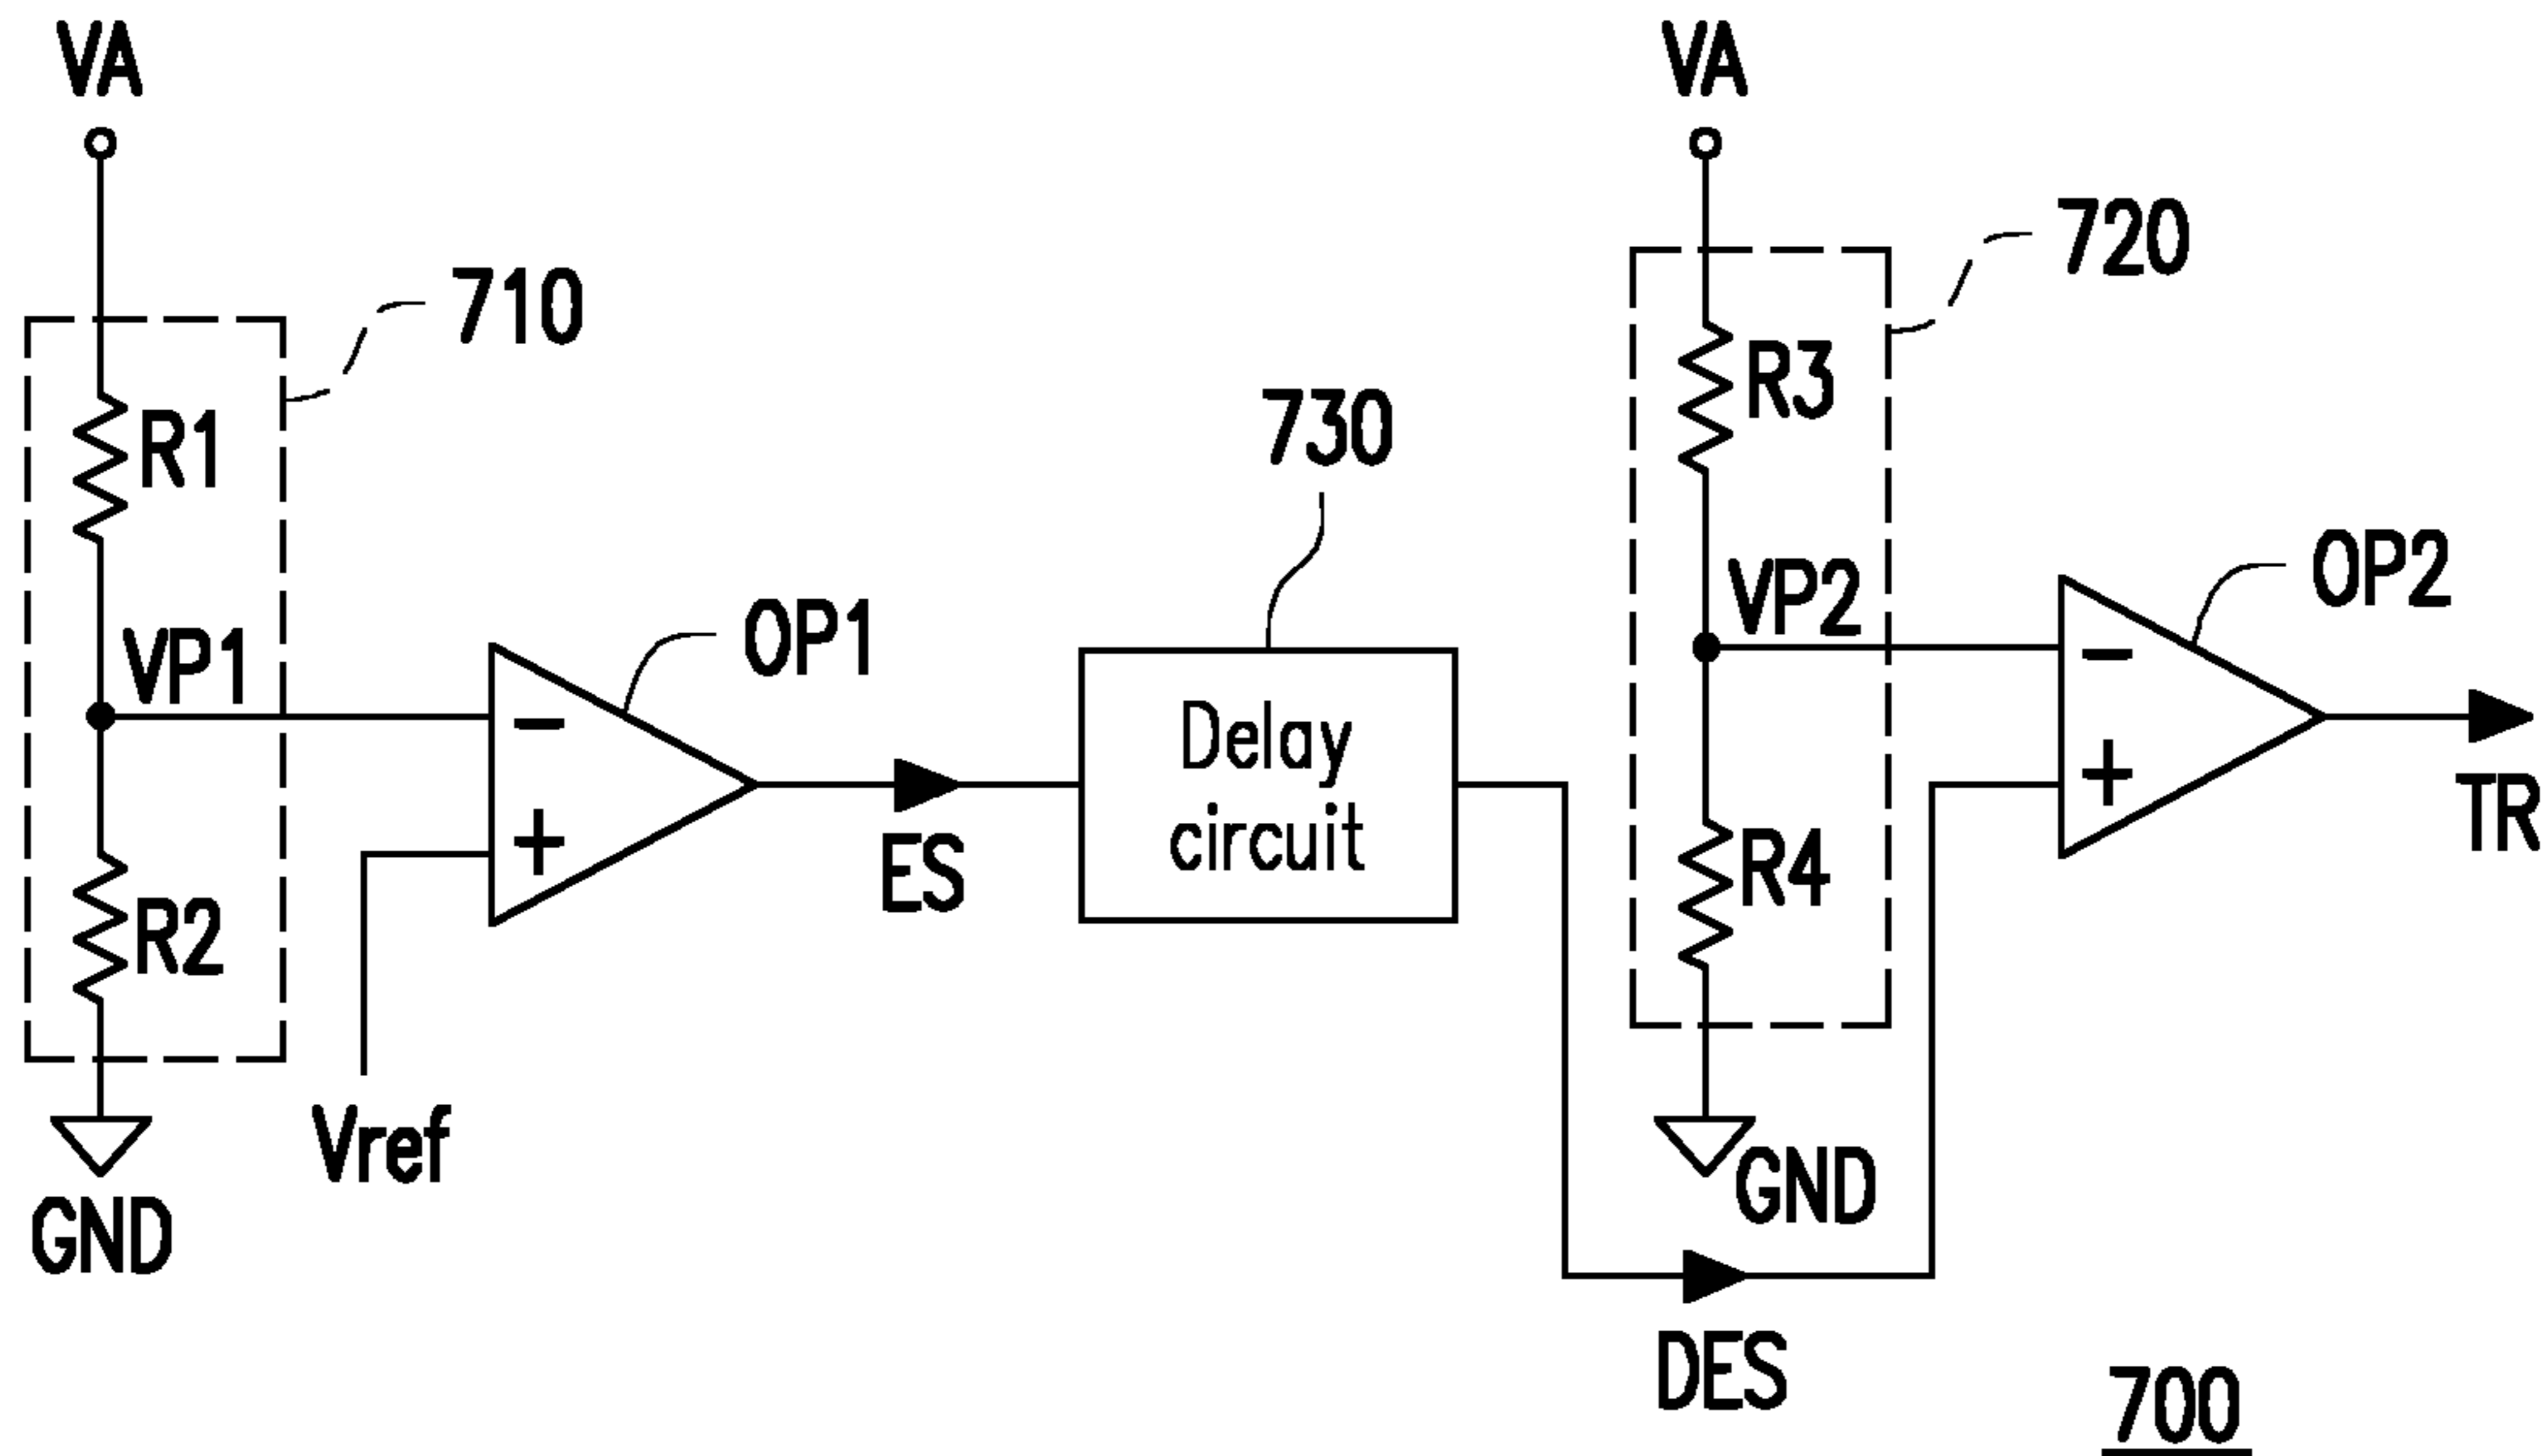 VA
VA
720
710
R3
730
R1
OP2
VP2
OP1
VP1
−
−
Delay
circuit
+
TR
+
ES
R4
R2
Vref
GND
GND
DES
700